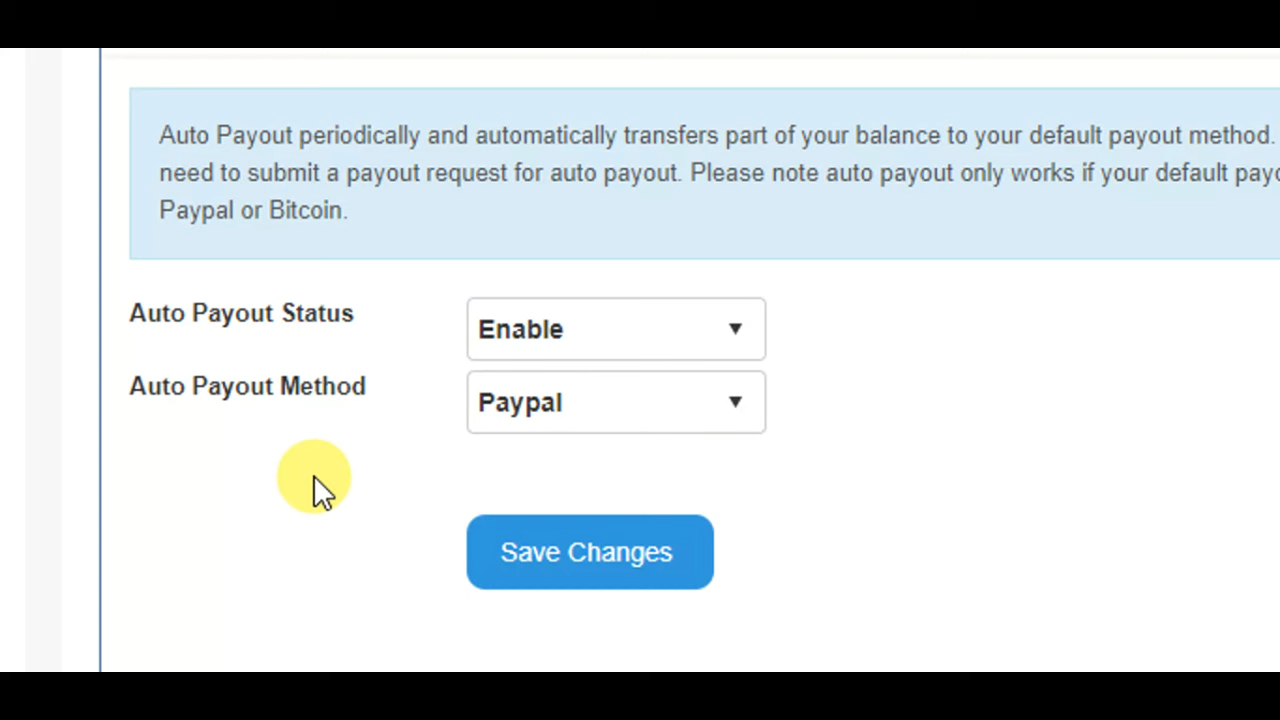 Auto Payout periodically and automatically transfers part of your balance to your default payout method.
need to submit a payout request for auto payout. Please note auto payout only works if your default
Paypal or Bitcoin.
Auto Payout Status
Enable
Auto Payout Method
Paypal
Save Changes